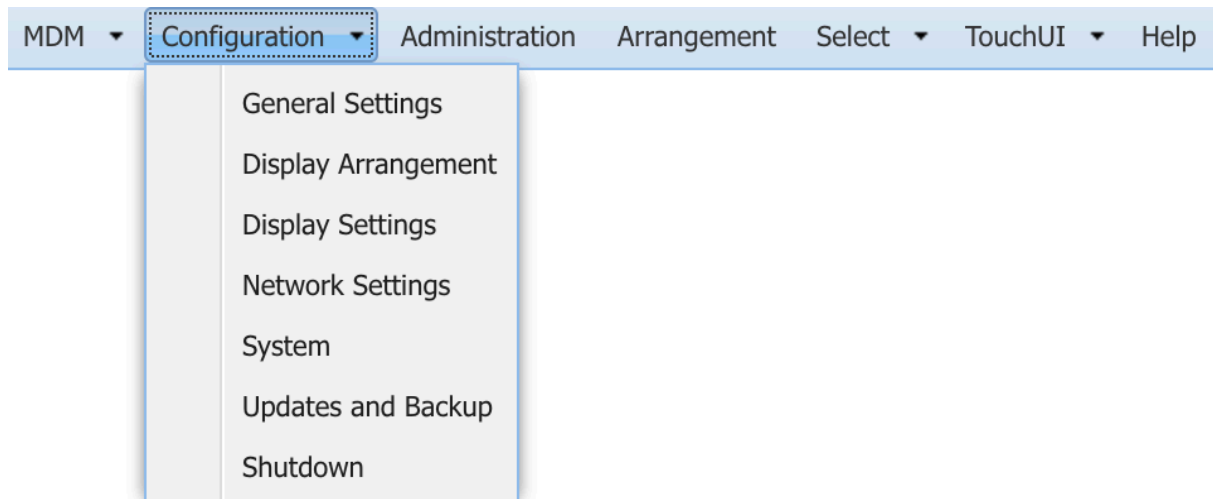 MDM Configuration Administration Arrangement Select TouchUI Help
General Settings
Display Arrangement
Display Settings
Network Settings
System
Updates and Backup
Shutdown